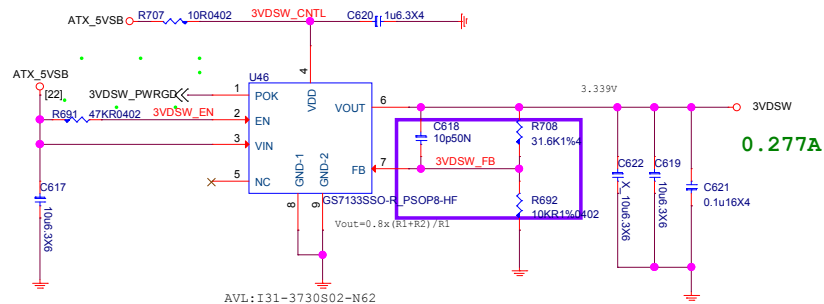 ATX_5VSB
R707
10R0402
3VDSW_CNTL
C620
1u6.3X4
ATX_5VSB
[22]
3VDSW_PWRGD
U46
4
VDD
1
POK
VOUT
6
3.339V
3VDSW
R691
47KR0402
3VDSW_EN
2
EN
3
VIN
C618
10p50N
R708
31.6K1%4
0.277A
3VDSW_FB
FB
7
C617
10u6.3X6
5
NC
GND-1
GND-2
8
9
GS7133SSO-R_PSOP8-HF
R692
10KR1%0402
C622
X_10u6.3X6
C619
10u6.3X6
C621
0.1u16X4
Vout=0.8x(R1+R2)/R1
AVL:I31-3730S02-N62